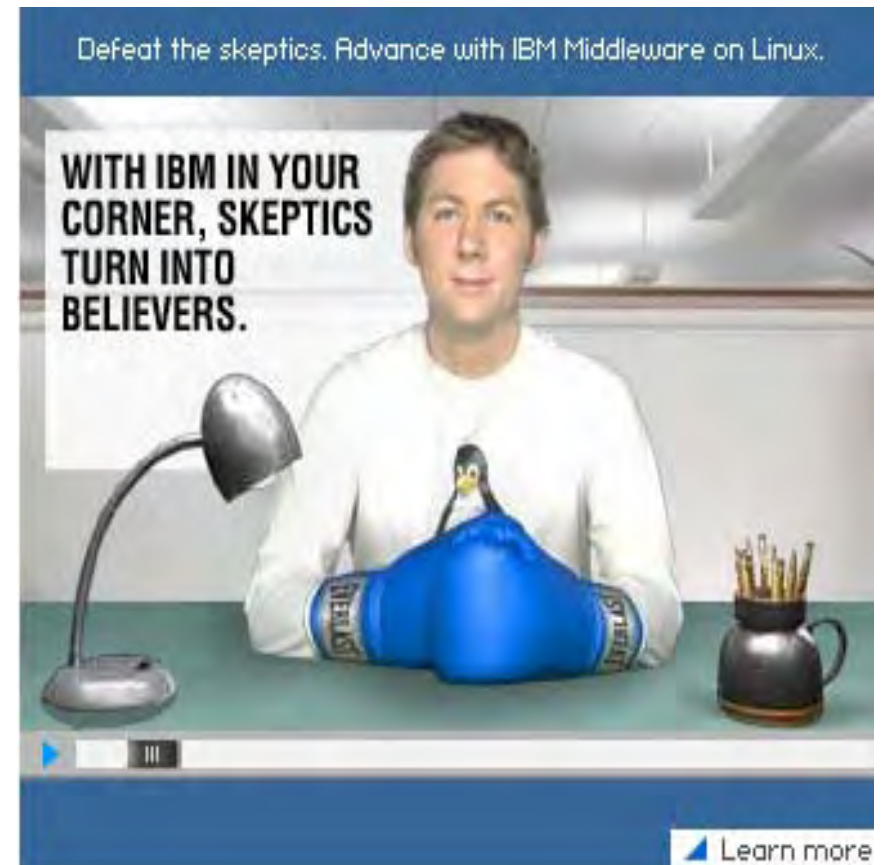 Defeat the skeptics. Advance with IBM Middleware on Linux.
WITH IBM IN YOUR
CORNER, SKEPTICS
TURN INTO
BELIEVERS.
Learn more